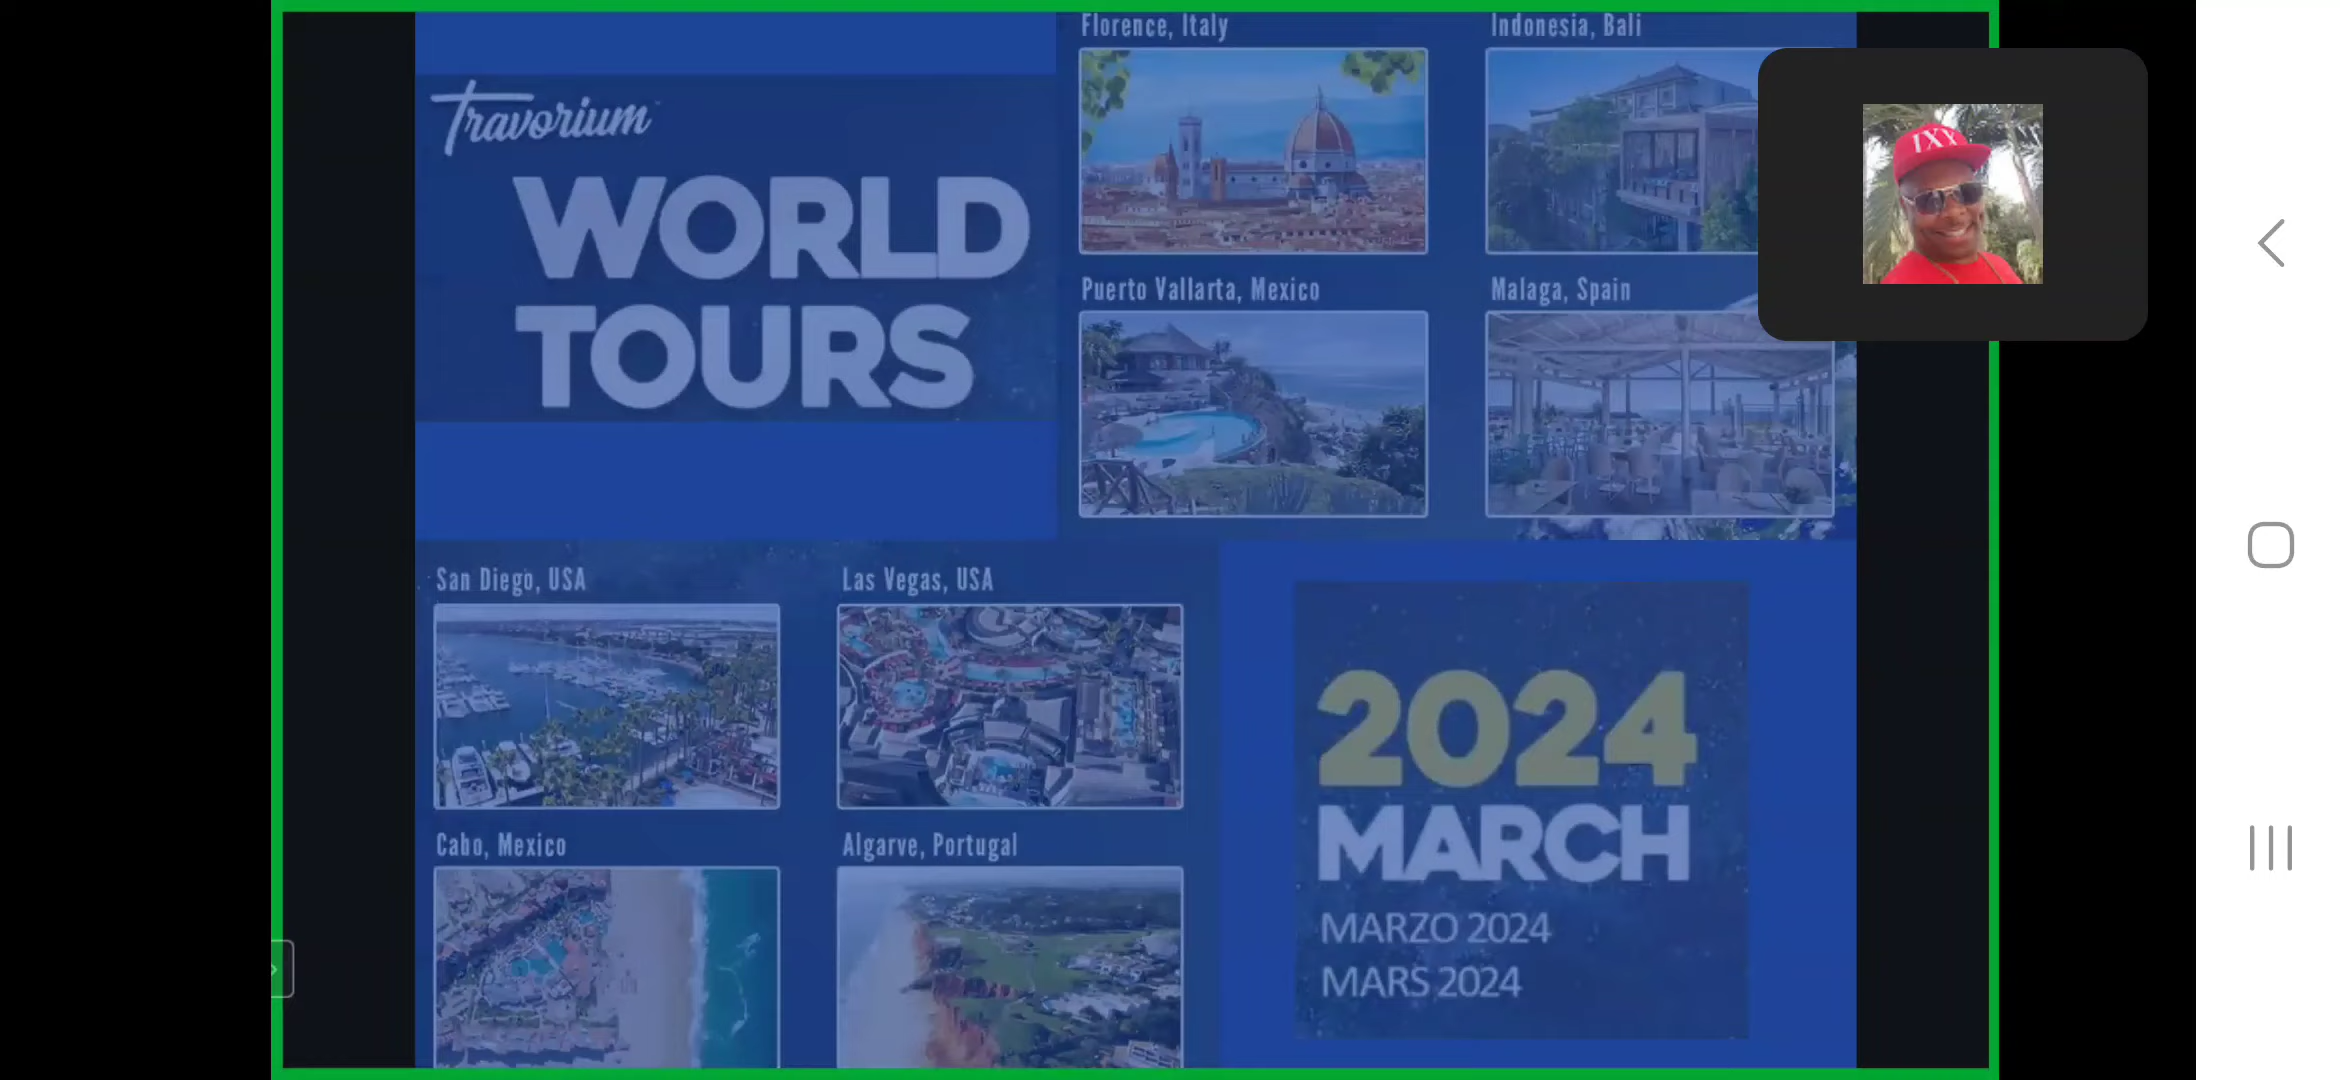 Travorium
WORLD
TOURS
Florence, Italy
Indonesia, Bali
Puerto Vallarta, Mexico
Malaga, Spain
San Diego, USA
Las Vegas, USA
Cabo, Mexico
Algarve, Portugal
2024
MARCH
MARZO 2024
MARS 2024